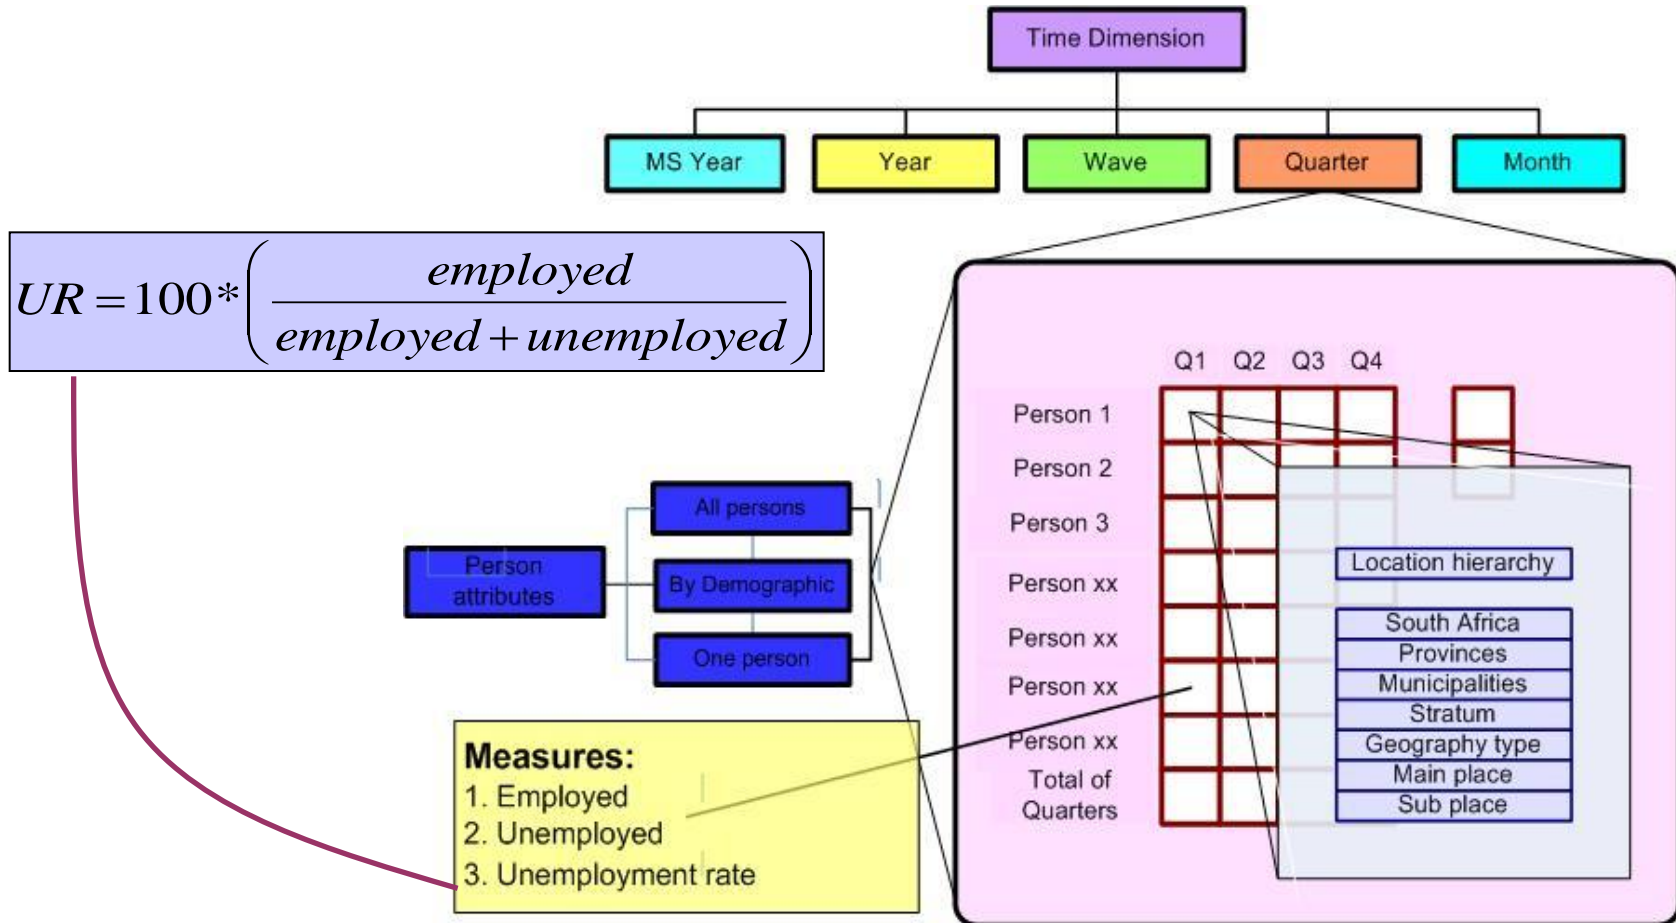 Time Dimension
MS Year
Year
Wave
Quarter
Month
UR = 100 * ( employed / employed + unemployed )
Q1 Q2 Q3 Q4
Person 1
Person 2
Person 3
Person xx
Person xx
Person xx
Person xx
Total of
Quarters
Location hierarchy
South Africa
Provinces
Municipalities
Stratum
Geography type
Main place
Sub place
All persons
Person
attributes
By Demographic
One person
Measures:
1. Employed
2. Unemployed
3. Unemployment rate